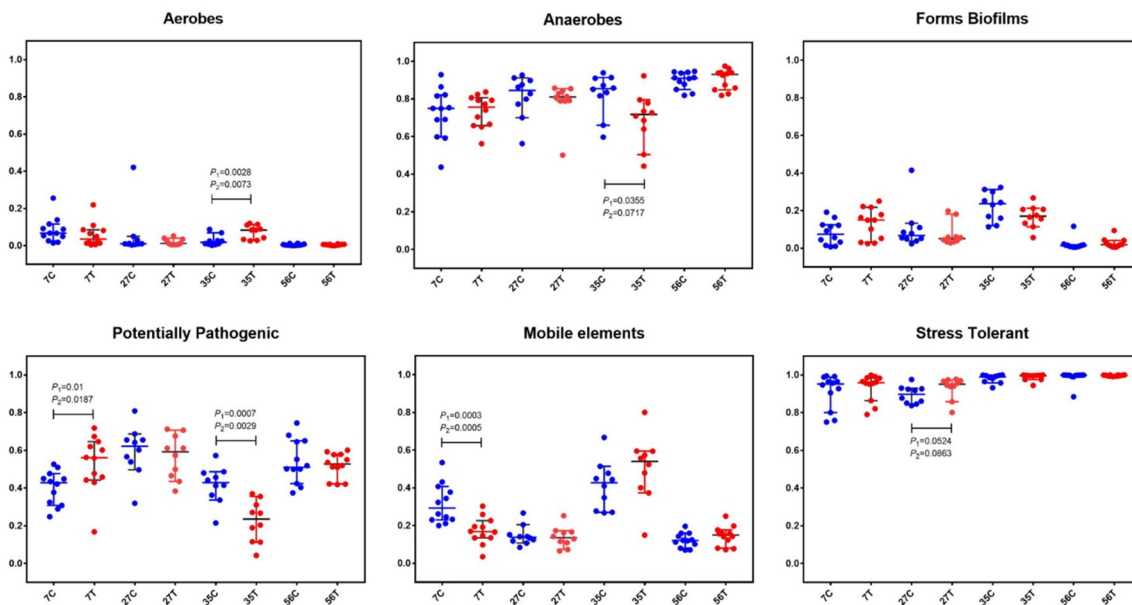 Aerobes
1.0
0.8
0.6
0.4
0.2
0.0
P1=0.0028
P2=0.0073
7C 7T 27C 27T 35C 35T 56C 56T
Anaerobes
1.0
0.8
0.6
0.4
0.2
0.0
P1=0.0355
P2=0.0717
7C 7T 27C 27T 35C 35T 56C 56T
Forms Biofilms
1.0
0.8
0.6
0.4
0.2
0.0
7C 7T 27C 27T 35C 35T 56C 56T
Potentially Pathogenic
1.0
0.8
0.6
0.4
0.2
0.0
P1=0.01
P2=0.0187
P1=0.0007
P2=0.0029
7C 7T 27C 27T 35C 35T 56C 56T
Mobile elements
1.0
0.8
0.6
0.4
0.2
0.0
P1=0.0003
P2=0.0005
7C 7T 27C 27T 35C 35T 56C 56T
Stress Tolerant
1.0
0.8
0.6
0.4
0.2
0.0
P1=0.0524
P2=0.0863
7C 7T 27C 27T 35C 35T 56C 56T